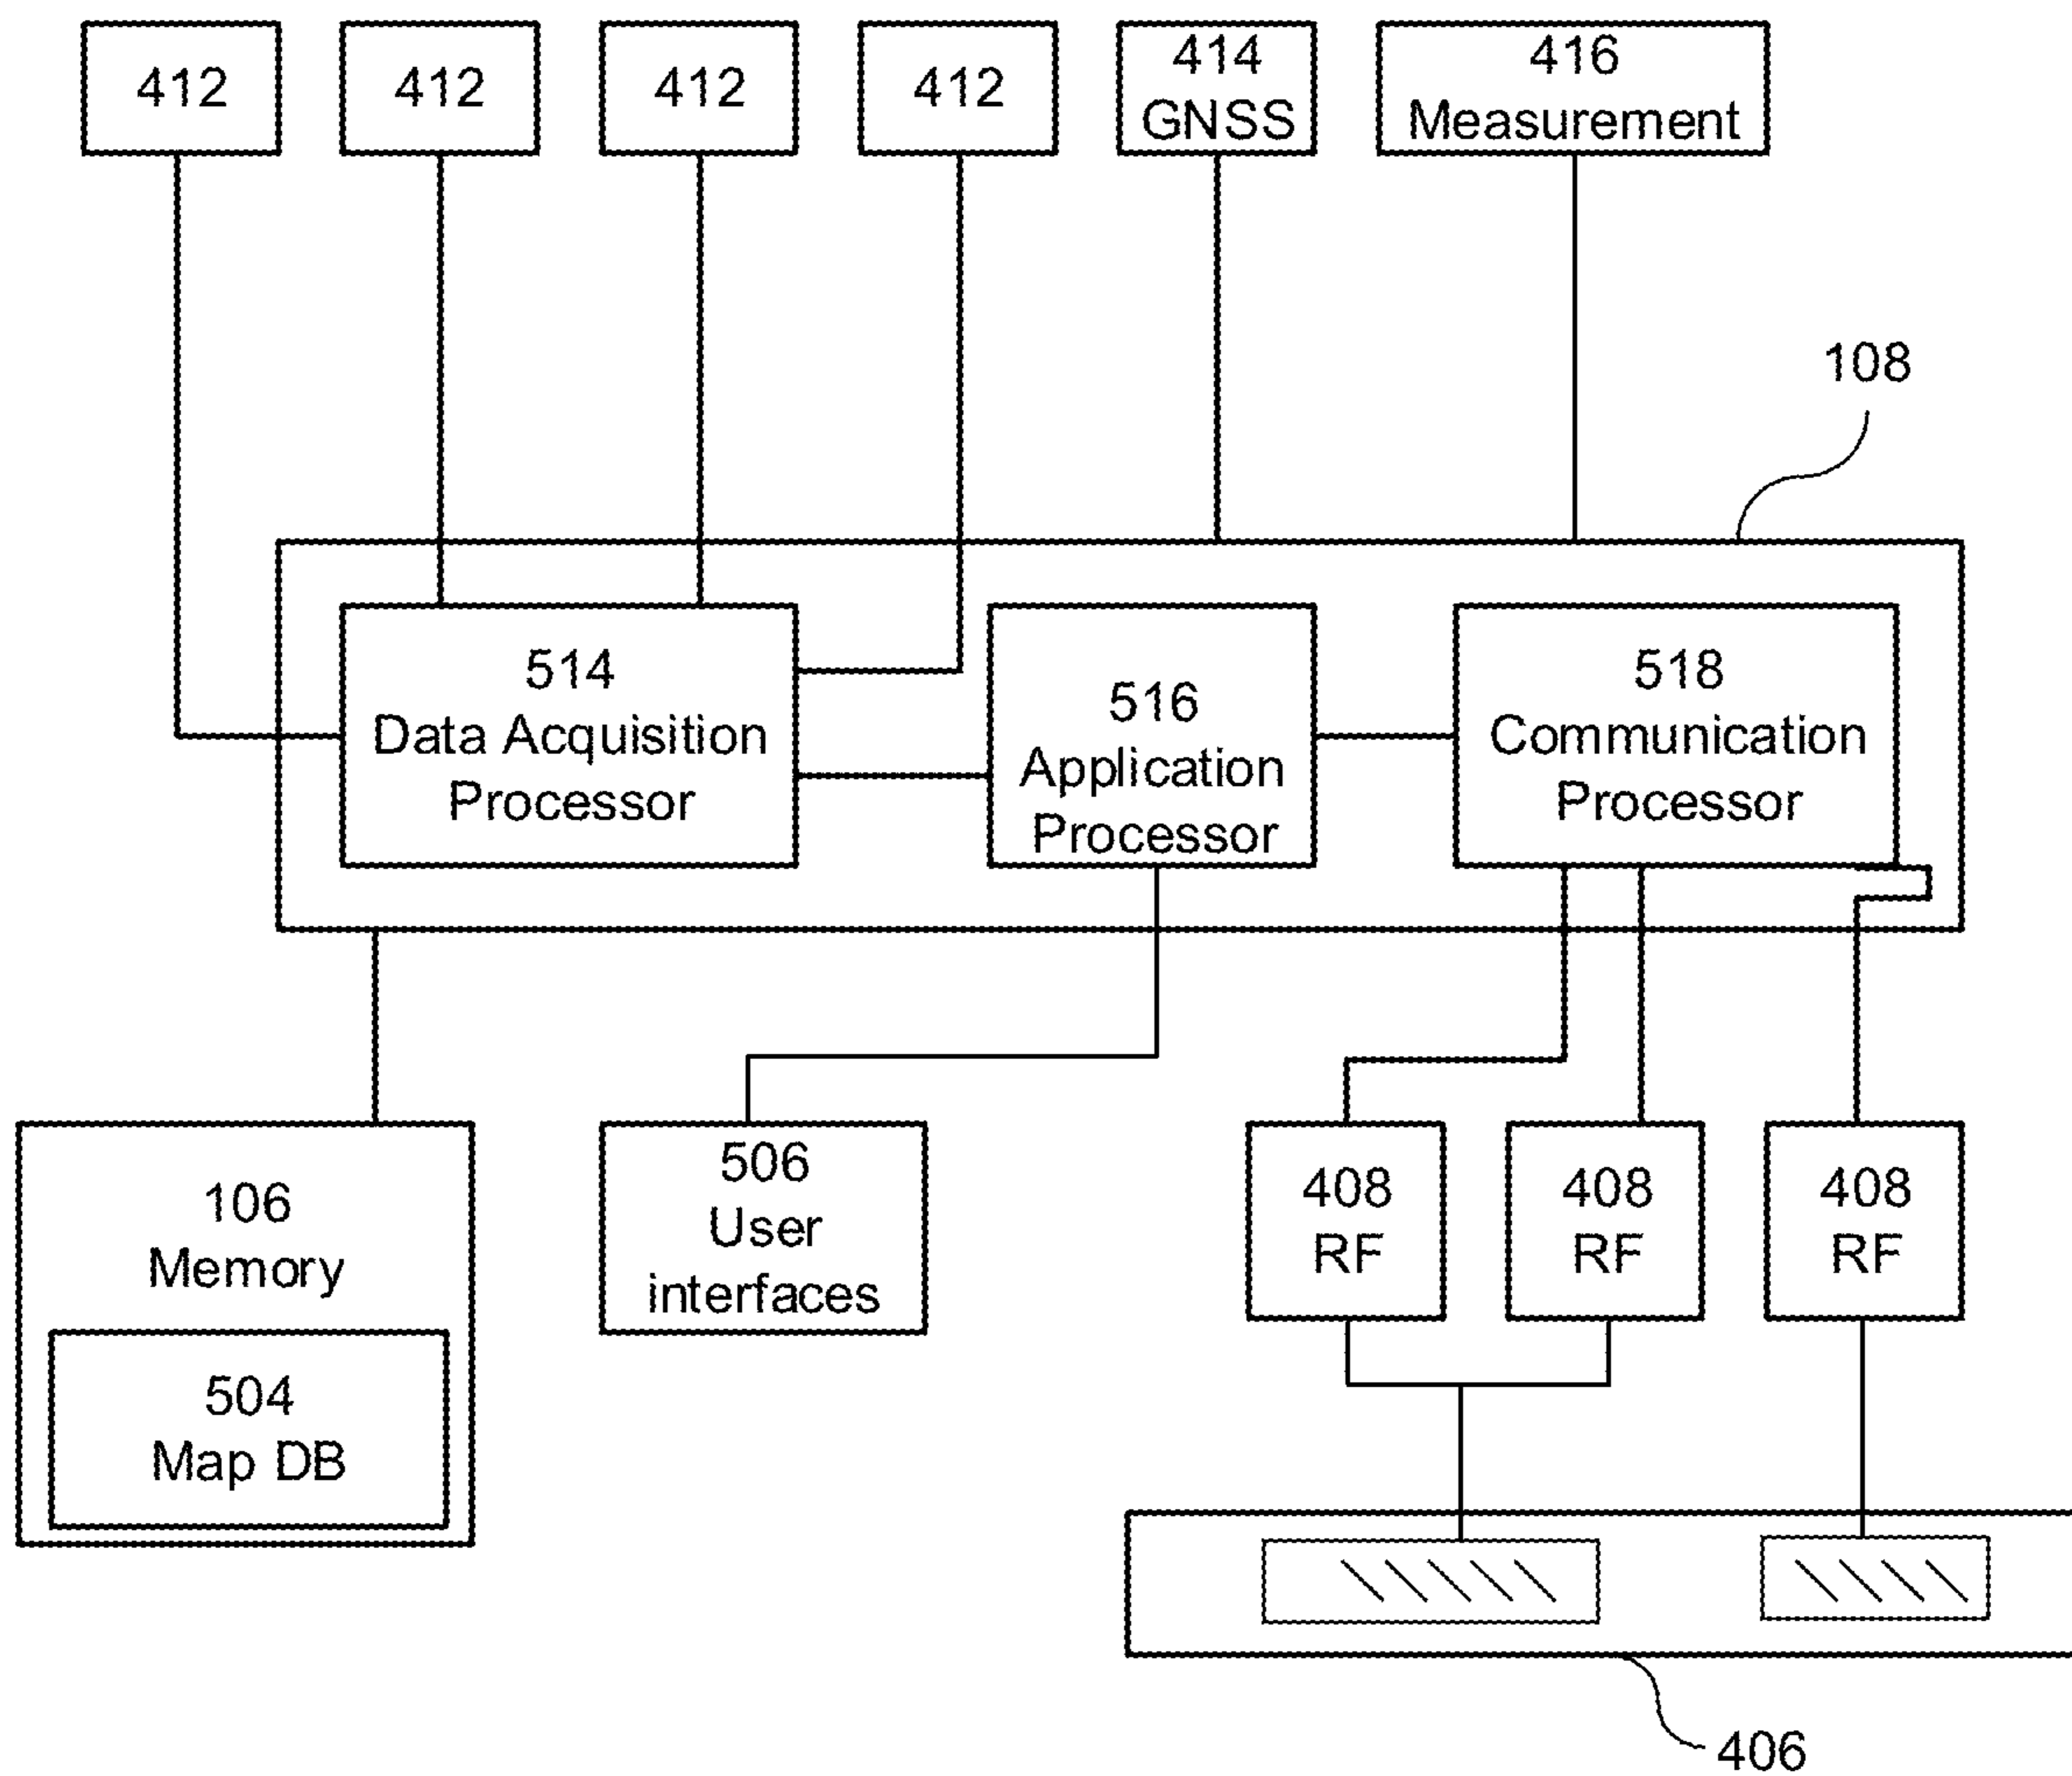 412
412
412
412
414
GNSS
416
Measurement
108
514
Data Acquisition
Processor
516
Application
Processor
518
Communication
Processor
106
Memory
504
Map DB
506
User
interfaces
408
RF
408
RF
408
RF
406